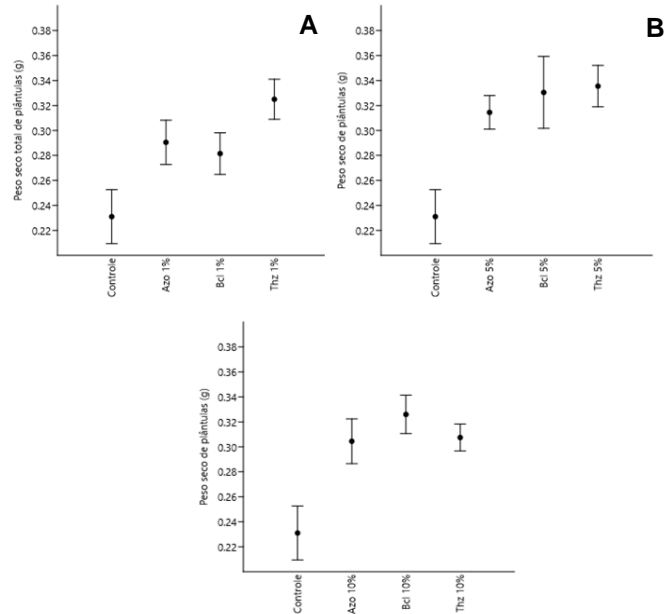 A
Peso seco total de plântulas (g)
0.38
0.36
0.34
0.32
0.30
0.28
0.26
0.24
0.22
Controle
Azo 1%
Bcl 1%
Thz 1%
B
Peso seco de plântulas (g)
0.38
0.36
0.34
0.32
0.30
0.28
0.26
0.24
0.22
Controle
Azo 5%
Bcl 5%
Thz 5%
Peso seco de plântulas (g)
0.38
0.36
0.34
0.32
0.30
0.28
0.26
0.24
0.22
Controle
Azo 10%
Bcl 10%
Thz 10%